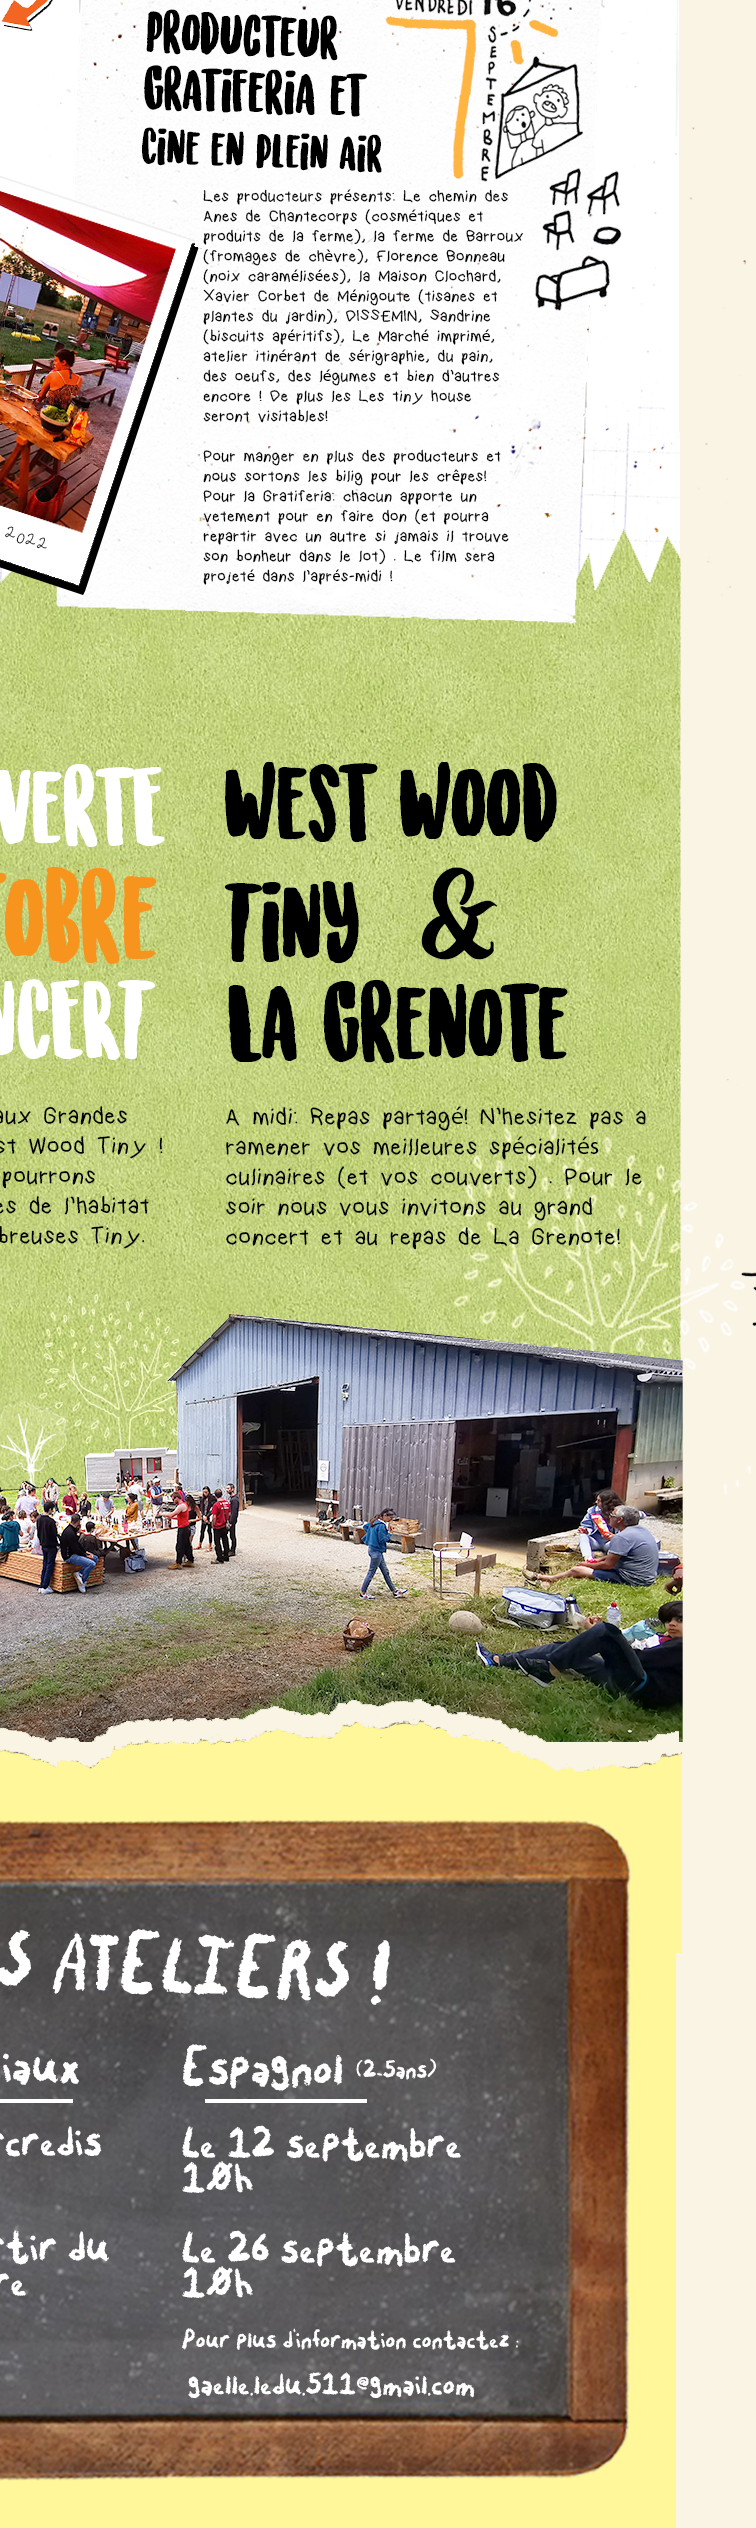 VENDREDI 16
SEPTEMBRE
PRODUCTEUR
GRATiFERiA ET
CiNE EN PLEiN AiR
Les producteurs présents: Le chemin des
Anes de Chantecorps (cosmétiques et
produits de la ferme), la ferme de Barroux
(fromages de chèvre), Florence Bonneau
(noix caramélisées), la Maison Clochard,
Xavier Corbet de Ménigoute (tisanes et
plantes du jardin), DISSEMIN, Sandrine
(biscuits apéritifs), Le Marché imprimé,
atelier itinérant de sérigraphie, du pain,
des oeufs, des légumes et bien d'autres
encore ! De plus les Les tiny house
seront visitables!
Pour manger en plus des producteurs et
nous sortons les bilig pour les crêpes!
Pour la Gratiferia: chacun apporte un
vetement pour en faire don (et pourra
repartir avec un autre si jamais il trouve
son bonheur dans le lot) . Le film sera
projeté dans l'aprés-midi !
2022
VERTE
TOBRE
NCERT
aux Grandes
st Wood Tiny !
pourrons
es de l'habitat
breuses Tiny.
WEST WOOD
TiNY &
LA GRENOTE
A midi: Repas partagé! N'hesitez pas a
ramener vos meilleures spécialités
culinaires (et vos couverts) . Pour le
soir nous vous invitons au grand
concert et au repas de La Grenote!
S ATELIERS !
iaux
rcredis
rtir du
re
Espagnol (2.5ans)
Le 12 septembre
10h
Le 26 septembre
10h
Pour plus d'information contactez :
gaelle.ledu.511@gmail.com